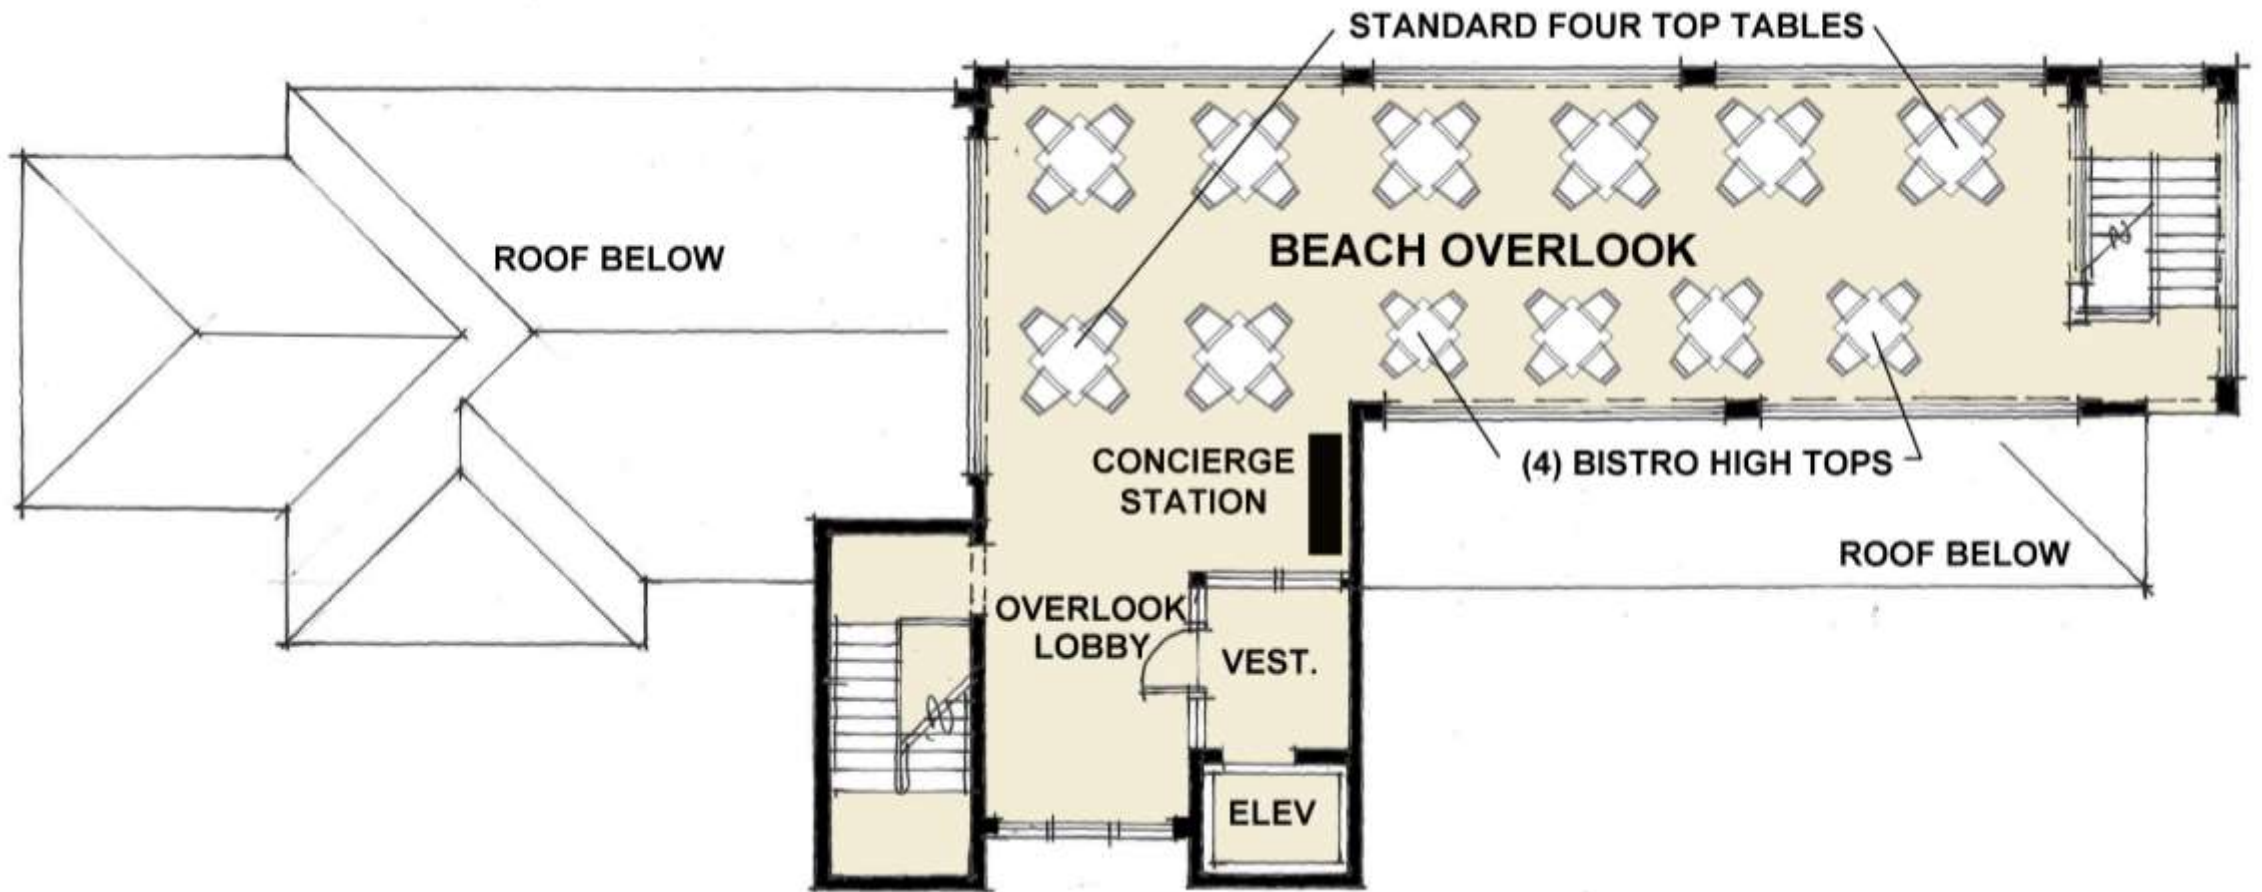 STANDARD FOUR TOP TABLES
ROOF BELOW
BEACH OVERLOOK
CONCIERGE
STATION
(4) BISTRO HIGH TOPS
ROOF BELOW
OVERLOOK
LOBBY
VEST.
ELEV